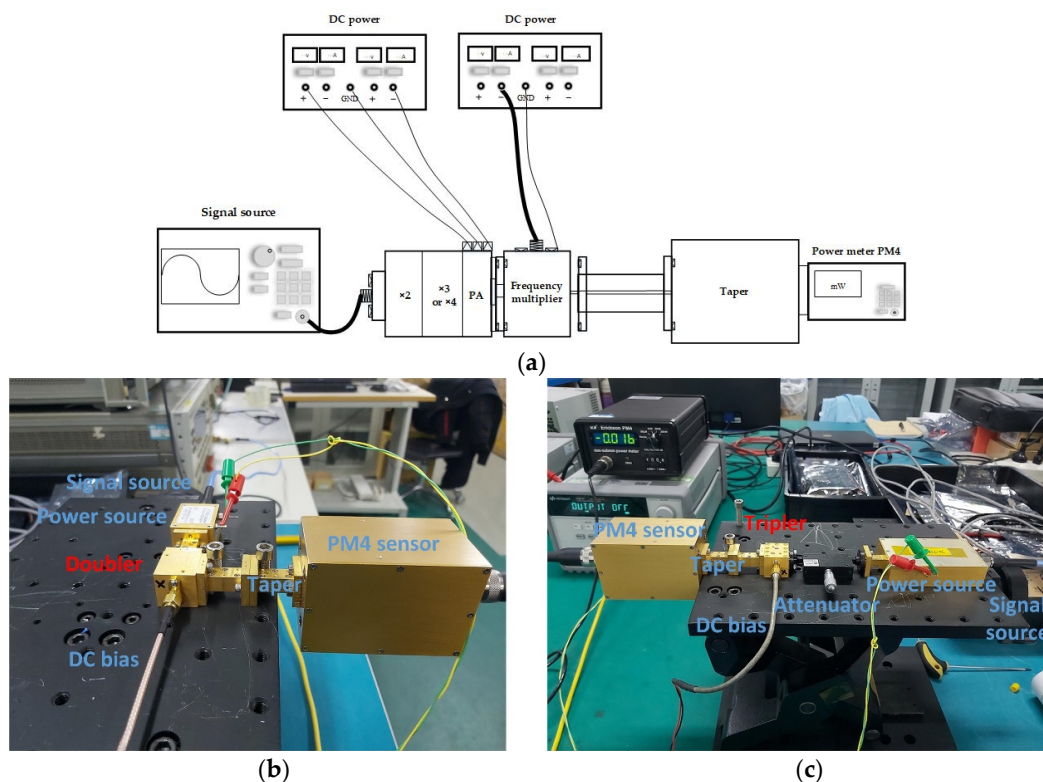 DC power
DC power
V A V A
V A V A
+ − GND + −
+ − GND + −
Signal source
Power meter PM4
×2
×3
or ×4
PA
Frequency
multiplier
Taper
mW
(a)
Signal source
Power source
Doubler
PM4 sensor
Taper
DC bias
X
(b)
Erickson PM4
-0.016
OUTPUT OFF
PM4 sensor
Tripler
Taper
Power source
Attenuator
DC bias
Signal
source
(c)